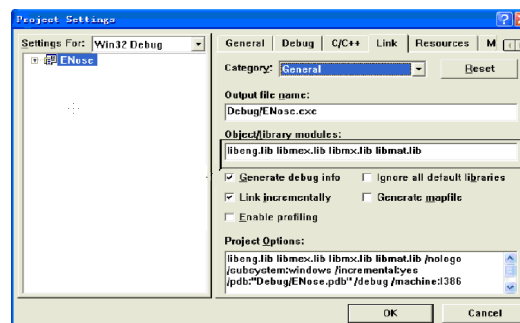 Project Settings
Settings For: Win32 Debug
ENose
General Debug C/C++ Link Resources M
Category: General Reset
Output file name:
Debug/ENose.exe
Object/library modules:
libeng.lib libmex.lib libmx.lib libmat.lib
Generate debug info Ignore all default libraries
Link incrementally Generate mapfile
Enable profiling
Project Options:
libeng.lib libmex.lib libmx.lib libmat.lib /nologo
/subsystem:windows /incremental:yes
/pdb:"Debug/ENose.pdb" /debug /machine:I386
OK Cancel